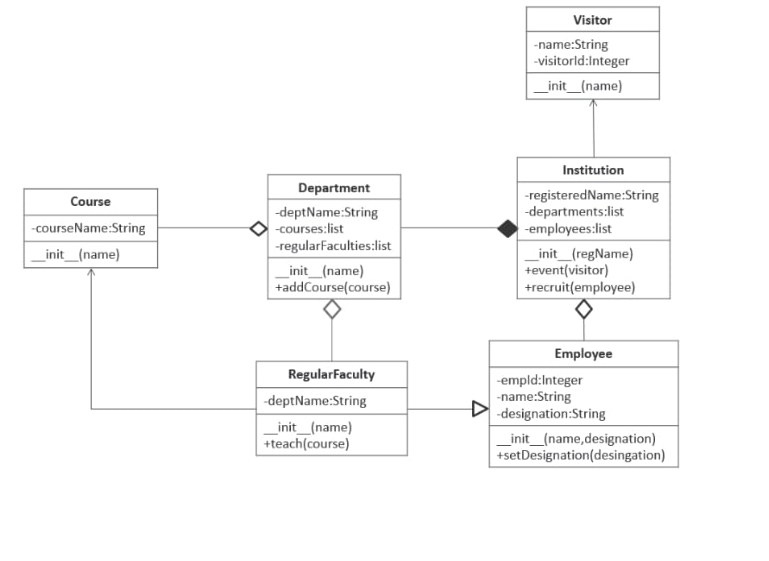 Visitor
-name:String
-visitorId:Integer
__init__(name)
Institution
-registeredName:String
-departments:list
-employees:list
__init__(regName)
+event(visitor)
+recruit(employee)
Department
-deptName:String
-courses:list
-regularFaculties:list
__init__(name)
+addCourse(course)
Course
-courseName:String
__init__(name)
RegularFaculty
-deptName:String
__init__(name)
+teach(course)
Employee
-empId:Integer
-name:String
-designation:String
__init__(name,designation)
+setDesignation(desingation)